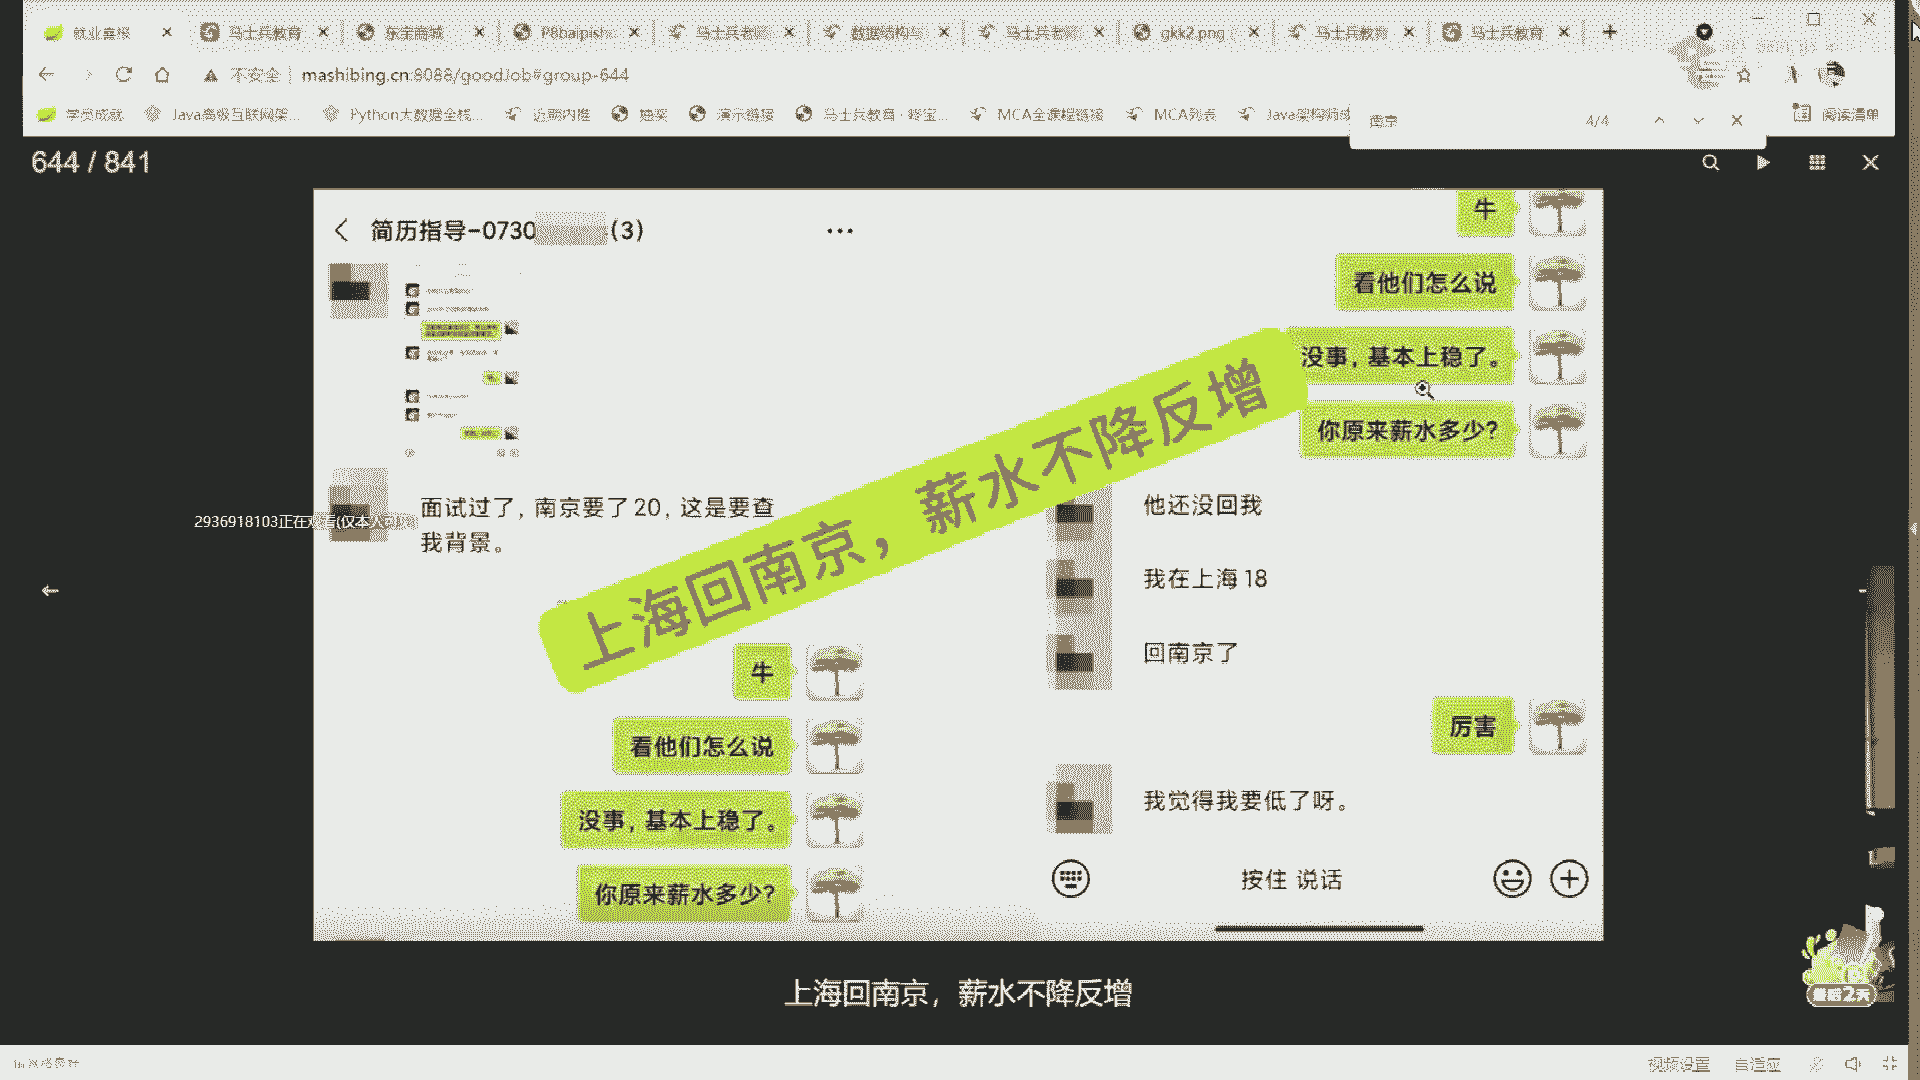 就业喜报
马士兵教育
东宝商城
P8baipishu
马士兵老师
数据结构与
马士兵老师
gkk2.png
马士兵教育
马士兵教育
不安全
mashibing.cn:8088/goodJob#group-644
学员成就
Java高级互联网架...
Python大数据全栈...
近期内推
抽奖
演示链接
马士兵教育
MCA全课程链接
MCA列表
Java架构师成
阅读清单
南京
4/4
644 / 841
简历指导-0730
(3)
面试过了，南京要了20，这是要查
我背景。
2936918103正在观看(仅本人可见)
牛
看他们怎么说
没事，基本上稳了。
你原来薪水多少？
牛
看他们怎么说
没事，基本上稳了。
你原来薪水多少？
他还没回我
我在上海18
回南京了
厉害
我觉得我要低了呀。
按住 说话
上海回南京，薪水不降反增
上海回南京，薪水不降反增
最后2天
视频设置
自适应